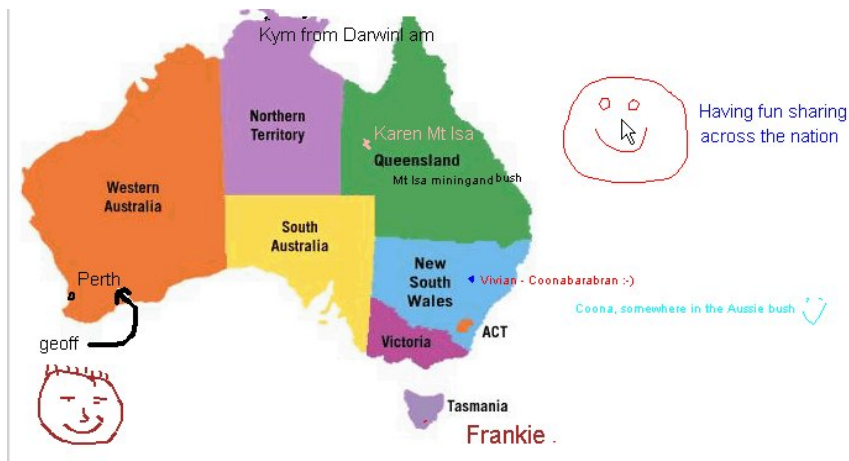 Kym from DarwinI am
Northern
Territory
Karen Mt Isa
Queensland
Mt Isa miningand bush
Having fun sharing
across the nation
Western
Australia
South
Australia
Perth
New
South
Wales
Vivian - Coonabarabran :-)
Coona, somewhere in the Aussie bush
ACT
geoff
Victoria
Tasmania
Frankie .